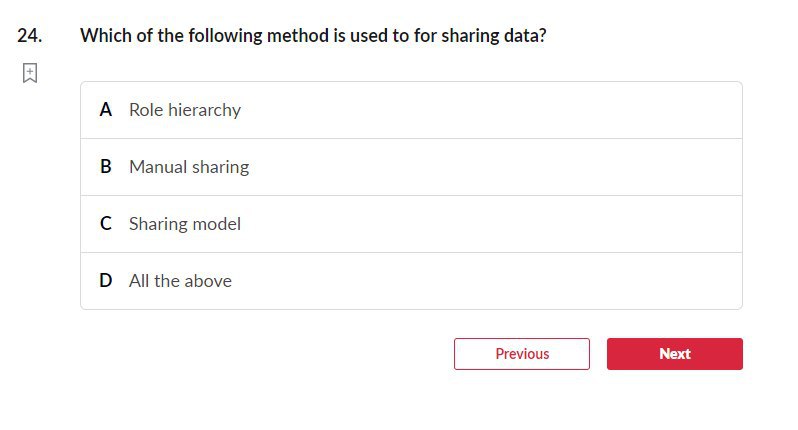 24. Which of the following method is used to for sharing data?
A Role hierarchy
B Manual sharing
C Sharing model
D All the above
Previous Next